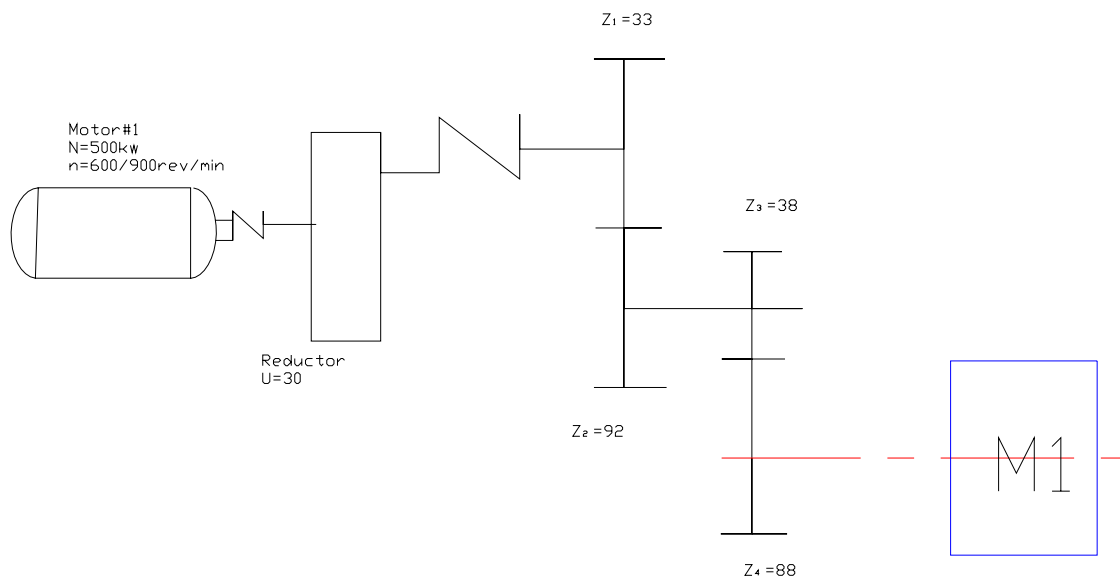 Z₁ =33
Motor#1
N=500kw
n=600/900rev/min
Z₃ =38
Reductor
U=30
Z₂ =92
M1
Z₄ =88